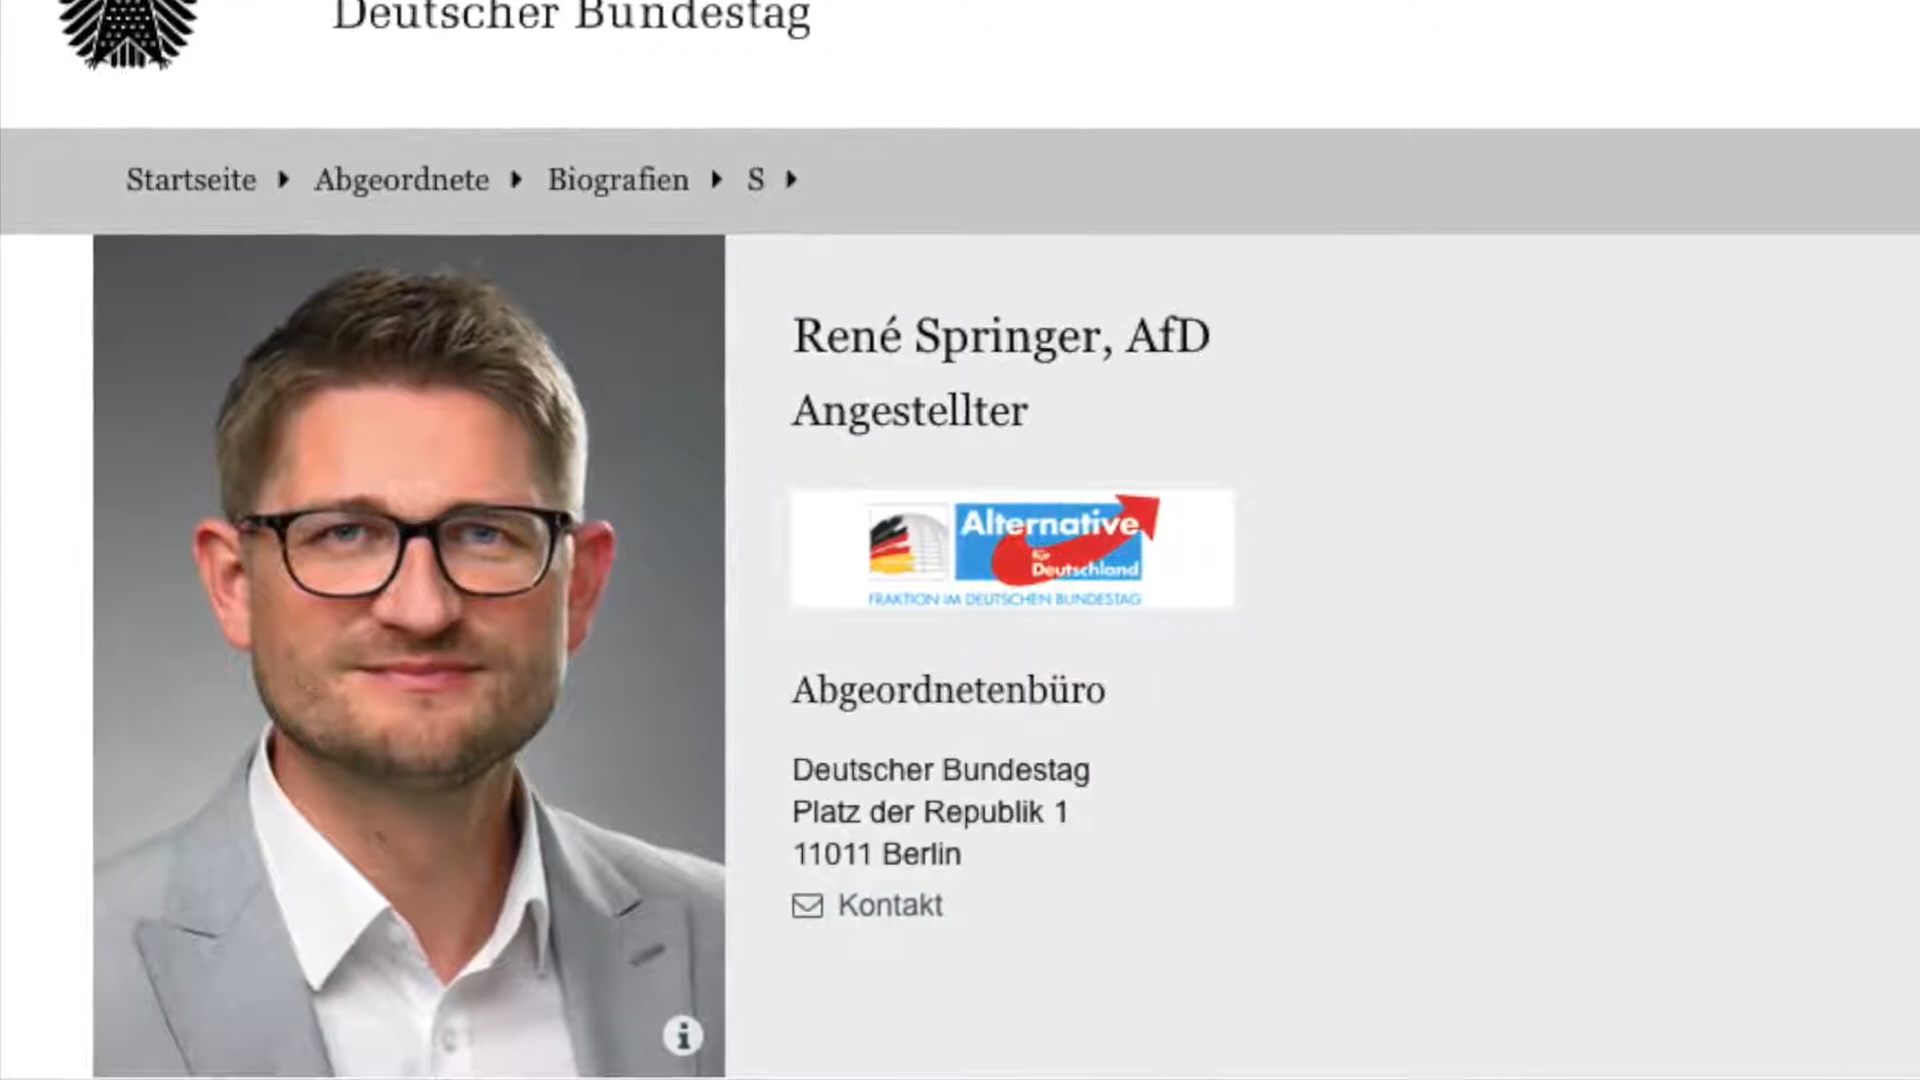 Deutscher Bundestag
Startseite Abgeordnete Biografien S
René Springer, AfD
Angestellter
Alternative
für
Deutschland
FRAKTION IM DEUTSCHEN BUNDESTAG
Abgeordnetenbüro
Deutscher Bundestag
Platz der Republik 1
11011 Berlin
Kontakt